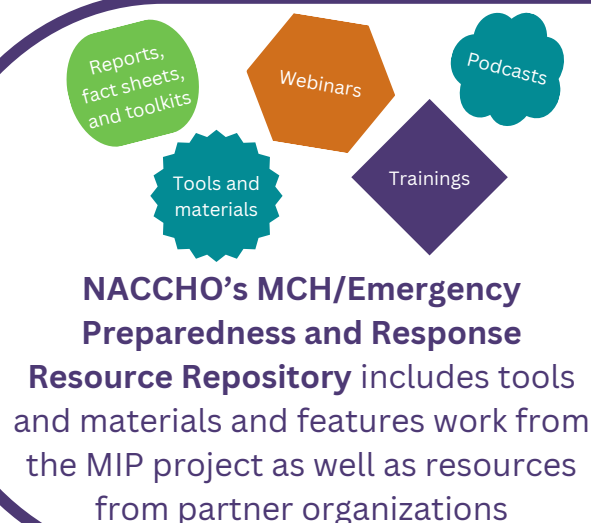 Reports,
fact sheets,
and toolkits
Webinars
Podcasts
Tools and
materials
Trainings
NACCHO's MCH/Emergency
Preparedness and Response
Resource Repository includes tools
and materials and features work from
the MIP project as well as resources
from partner organizations